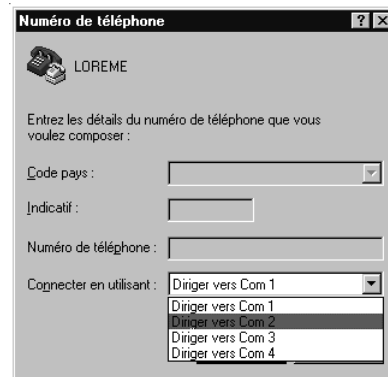 Numéro de téléphone
LOREME
Entrez les détails du numéro de téléphone que vous
voulez composer :
Code pays :
Indicatif :
Numéro de téléphone :
Connecter en utilisant : Diriger vers Com 1
Diriger vers Com 1
Diriger vers Com 2
Diriger vers Com 3
Diriger vers Com 4